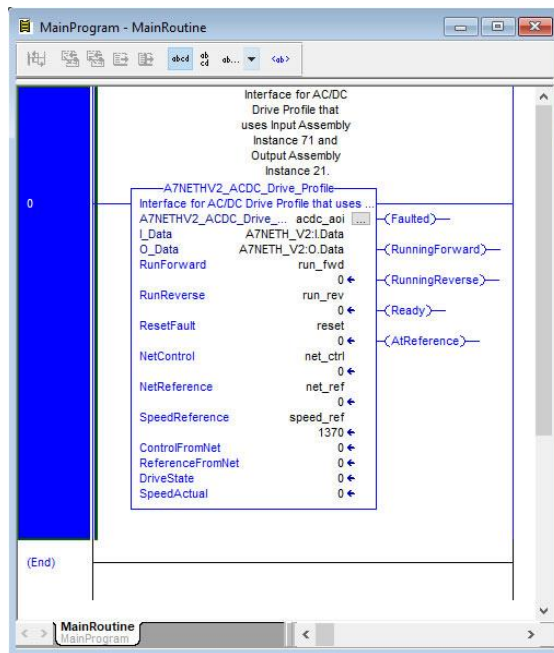 MainProgram - MainRoutine
abcd ab cd ab... <ab>
Interface for AC/DC
Drive Profile that
uses Input Assembly
Instance 71 and
Output Assembly
Instance 21.
A7NETHV2_ACDC_Drive_Profile
0
Interface for AC/DC Drive Profile that uses ...
A7NETHV2_ACDC_Drive_... acdc_aoi ... (Faulted)
I_Data A7NETH_V2:I.Data
O_Data A7NETH_V2:O.Data (RunningForward)
RunForward run_fwd
0 (RunningReverse)
RunReverse run_rev
0 (Ready)
ResetFault reset
0 (AtReference)
NetControl net_ctrl
0
NetReference net_ref
0
SpeedReference speed_ref
1370
ControlFromNet 0
ReferenceFromNet 0
DriveState 0
SpeedActual 0
(End)
MainRoutine
MainProgram